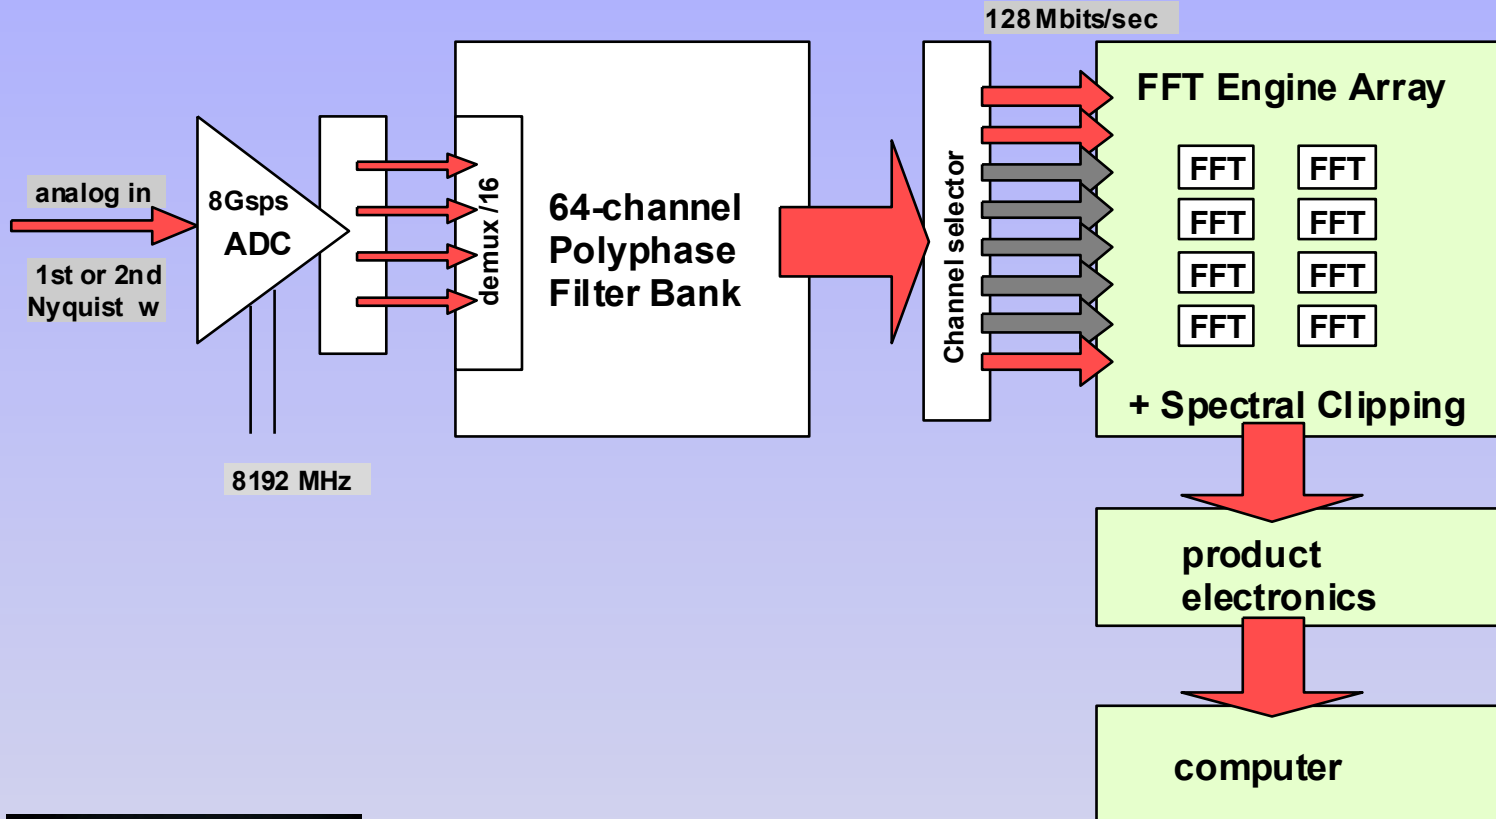 128 Mbits/sec
analog in
1st or 2nd
Nyquist w
8Gsps
ADC
8192 MHz
demux /16
64-channel
Polyphase
Filter Bank
Channel selector
FFT Engine Array
FFT FFT
FFT FFT
FFT FFT
FFT FFT
+ Spectral Clipping
product
electronics
computer